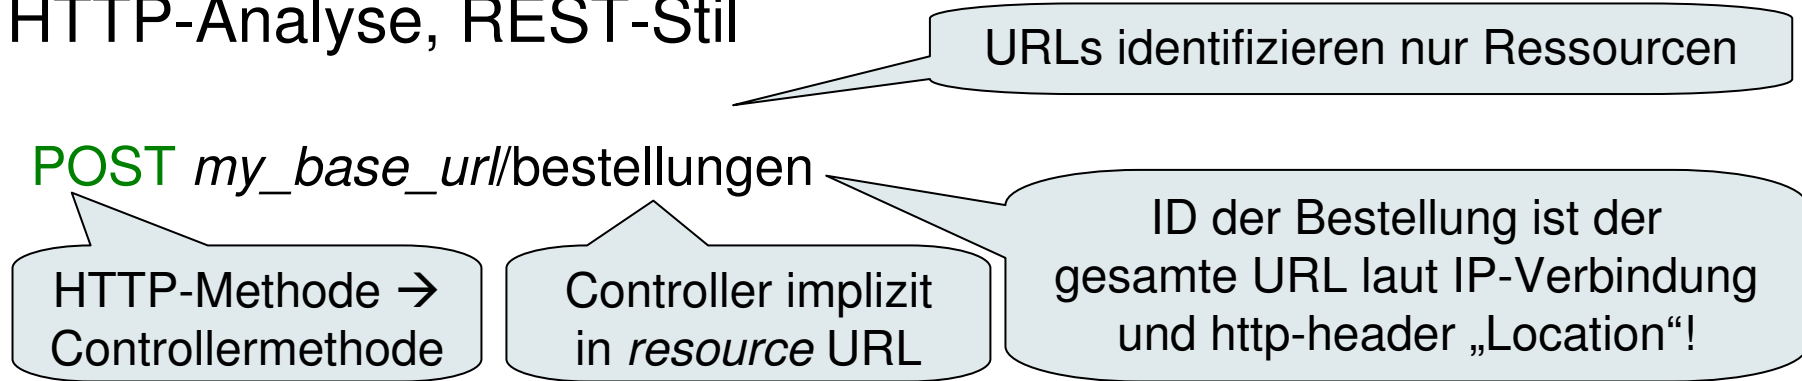 HTTP-Analyse, REST-Stil
URLs identifizieren nur Ressourcen
POST my_base_url/bestellungen
HTTP-Methode →
Controllermethode
Controller implizit
in resource URL
ID der Bestellung ist der
gesamte URL laut IP-Verbindung
und http-header „Location“!